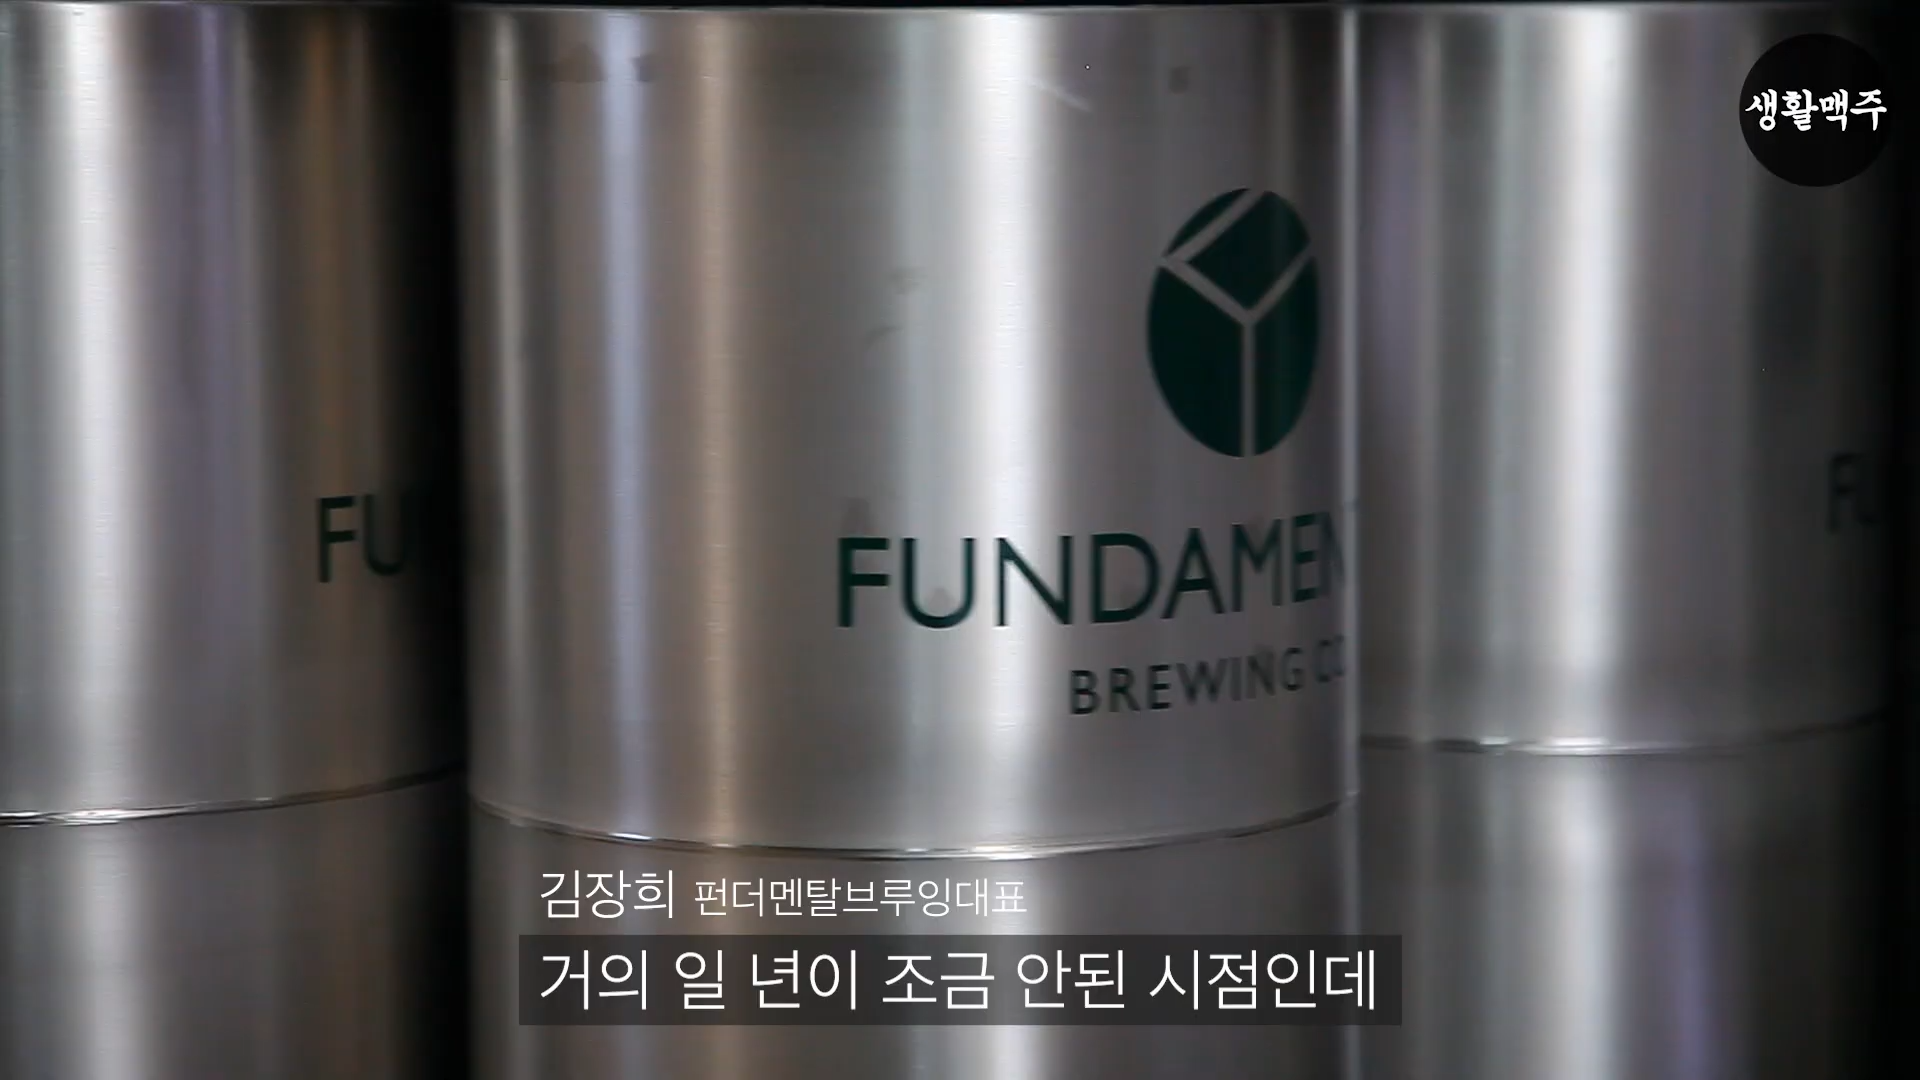 생활맥주
FU
FUNDAMEN
BREWING CO
FU
김장희 펀더멘탈브루잉대표
거의 일 년이 조금 안된 시점인데